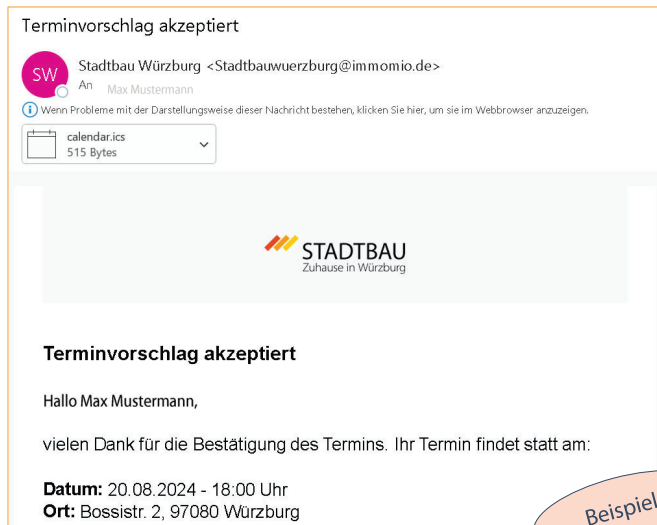 Terminvorschlag akzeptiert
SW
Stadtbau Würzburg <Stadtbauwuerzburg@immomio.de>
An Max Mustermann
Wenn Probleme mit der Darstellungsweise dieser Nachricht bestehen, klicken Sie hier, um sie im Webbrowser anzuzeigen.
calendar.ics
515 Bytes
STADTBAU
Zuhause in Würzburg
Terminvorschlag akzeptiert
Hallo Max Mustermann,
vielen Dank für die Bestätigung des Termins. Ihr Termin findet statt am:
Datum: 20.08.2024 - 18:00 Uhr
Ort: Bossistr. 2, 97080 Würzburg
Beispiel